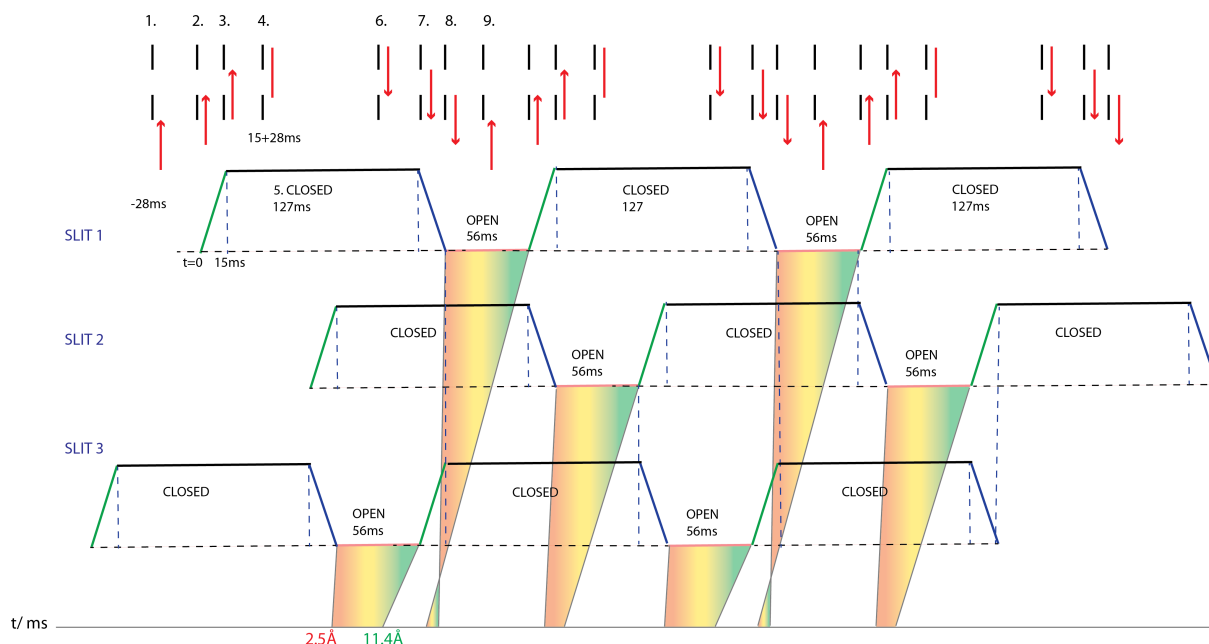 1. 2. 3. 4. 6. 7. 8. 9.
15+28ms
-28ms
5. CLOSED
127ms
CLOSED
127
CLOSED
127ms
OPEN
56ms
OPEN
56ms
SLIT 1
t=0 15ms
CLOSED
CLOSED
CLOSED
SLIT 2
OPEN
56ms
OPEN
56ms
SLIT 3
CLOSED
CLOSED
CLOSED
OPEN
56ms
OPEN
56ms
t/ ms
2.5Å 11.4Å